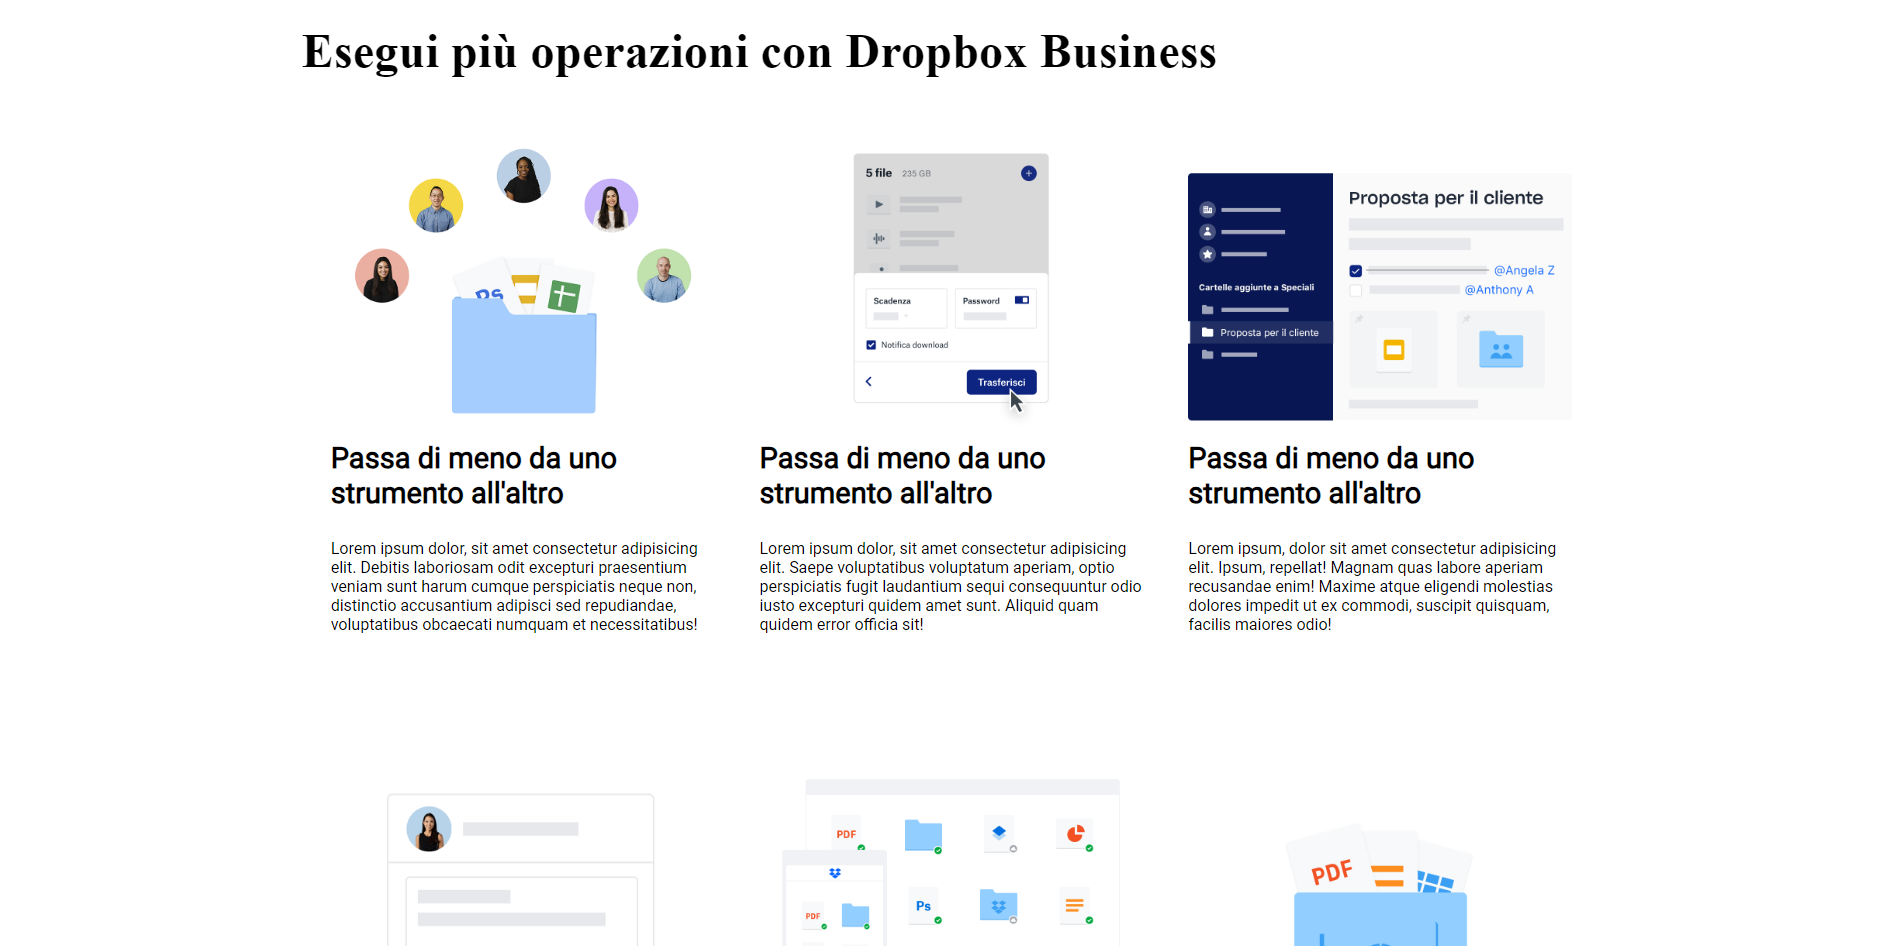 Esegui più operazioni con Dropbox Business
Ps
5 file 235 GB
Scadenza
Password
Notifica download
Trasferisci
Proposta per il cliente
@Angela Z
@Anthony A
Cartelle aggiunte a Speciali
Proposta per il cliente
Passa di meno da uno
strumento all'altro
Lorem ipsum dolor, sit amet consectetur adipisicing
elit. Debitis laboriosam odit excepturi praesentium
veniam sunt harum cumque perspiciatis neque non,
distinctio accusantium adipisci sed repudiandae,
voluptatibus obcaecati numquam et necessitatibus!
Passa di meno da uno
strumento all'altro
Lorem ipsum dolor, sit amet consectetur adipisicing
elit. Saepe voluptatibus voluptatum aperiam, optio
perspiciatis fugit laudantium sequi consequuntur odio
iusto excepturi quidem amet sunt. Aliquid quam
quidem error officia sit!
Passa di meno da uno
strumento all'altro
Lorem ipsum, dolor sit amet consectetur adipisicing
elit. Ipsum, repellat! Magnam quas labore aperiam
recusandae enim! Maxime atque eligendi molestias
dolores impedit ut ex commodi, suscipit quisquam,
facilis maiores odio!
PDF
Ps
PDF
PDF